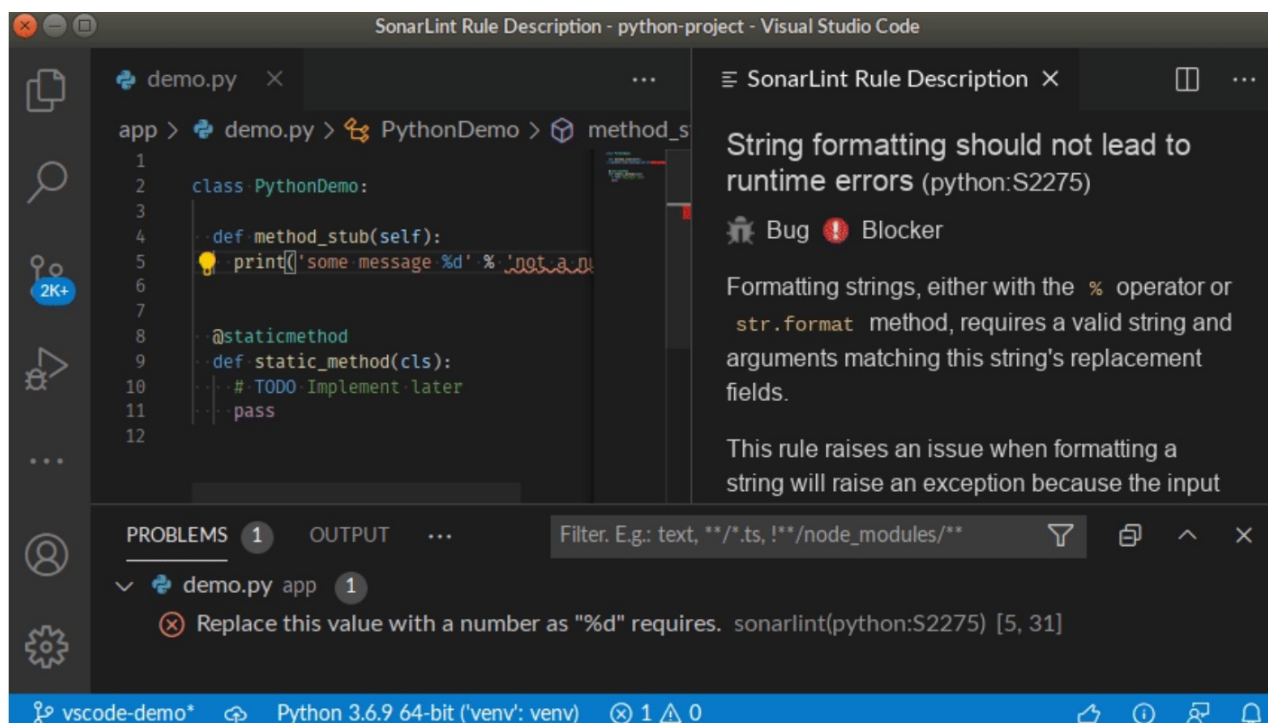 SonarLint Rule Description - python-project - Visual Studio Code
demo.py
app > demo.py > PythonDemo > method_s
1
2 class PythonDemo:
3
4 def method_stub(self):
5 print('some message %d' % 'not a nu
6
7
8 @staticmethod
9 def static_method(cls):
10 # TODO Implement later
11 pass
12
SonarLint Rule Description
String formatting should not lead to
runtime errors (python:S2275)
Bug Blocker
Formatting strings, either with the % operator or
str.format method, requires a valid string and
arguments matching this string's replacement
fields.
This rule raises an issue when formatting a
string will raise an exception because the input
2K+
PROBLEMS 1 OUTPUT ... Filter. E.g.: text, **/*.ts, !**/node_modules/**
demo.py app 1
Replace this value with a number as "%d" requires. sonarlint(python:S2275) [5, 31]
vscode-demo* Python 3.6.9 64-bit ('venv': venv) 1 0